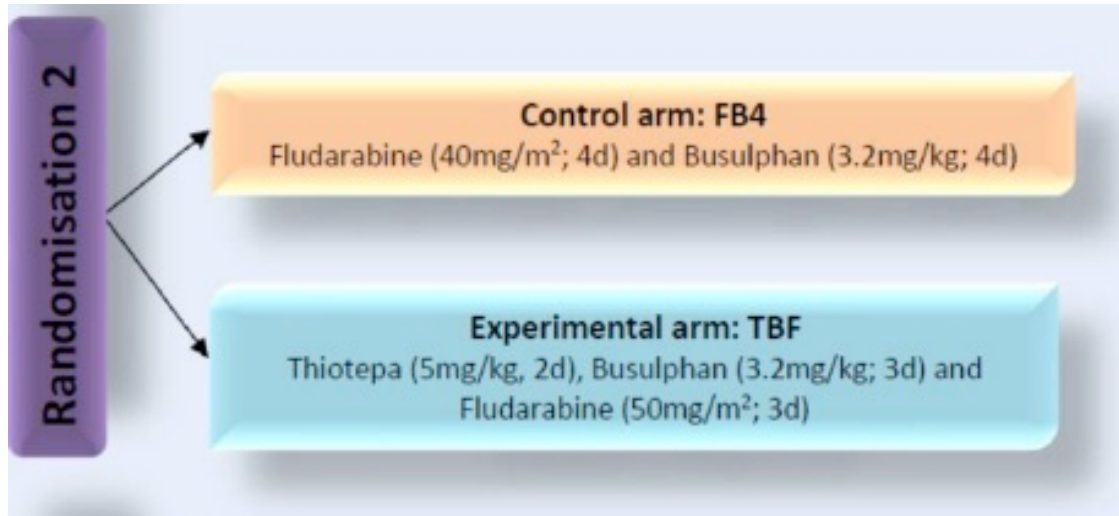 Randomisation 2
Control arm: FB4
Fludarabine (40mg/m²; 4d) and Busulphan (3.2mg/kg; 4d)
Experimental arm: TBF
Thiotepa (5mg/kg, 2d), Busulphan (3.2mg/kg; 3d) and
Fludarabine (50mg/m²; 3d)